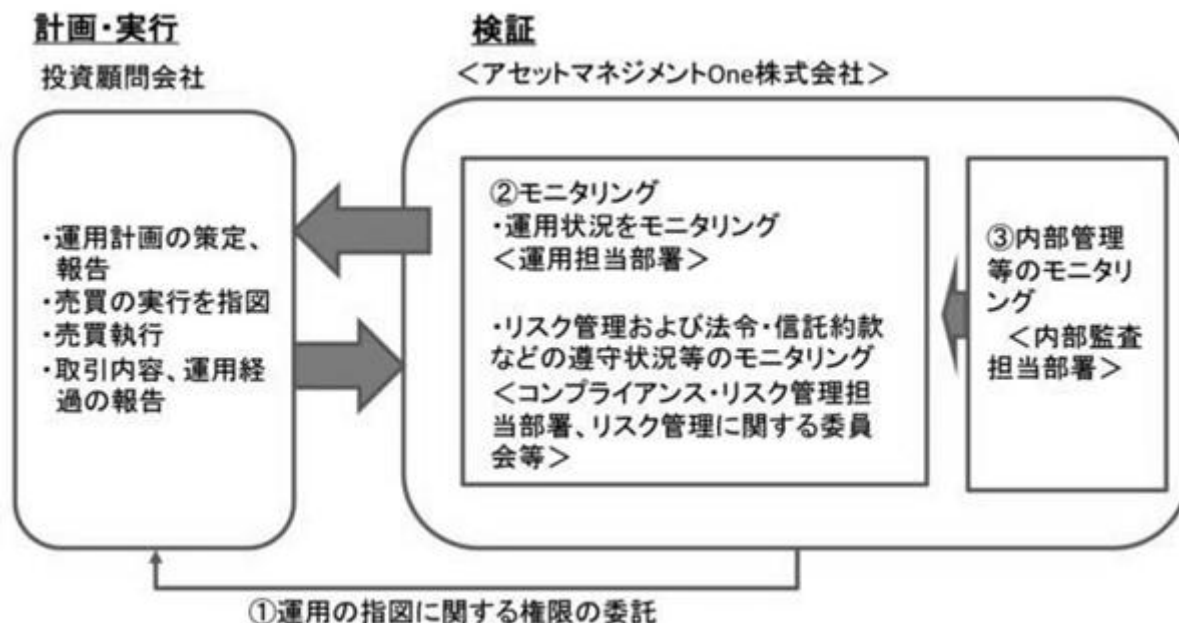 計画・実行
投資顧問会社
・運用計画の策定、
報告
・売買の実行を指図
・売買執行
・取引内容、運用経
過の報告
検証
＜アセットマネジメントOne株式会社＞
②モニタリング
・運用状況をモニタリング
＜運用担当部署＞
・リスク管理および法令・信託約款
などの遵守状況等のモニタリング
＜コンプライアンス・リスク管理担
当部署、リスク管理に関する委員
会等＞
③内部管理
等のモニタリ
ング
＜内部監査
担当部署＞
①運用の指図に関する権限の委託